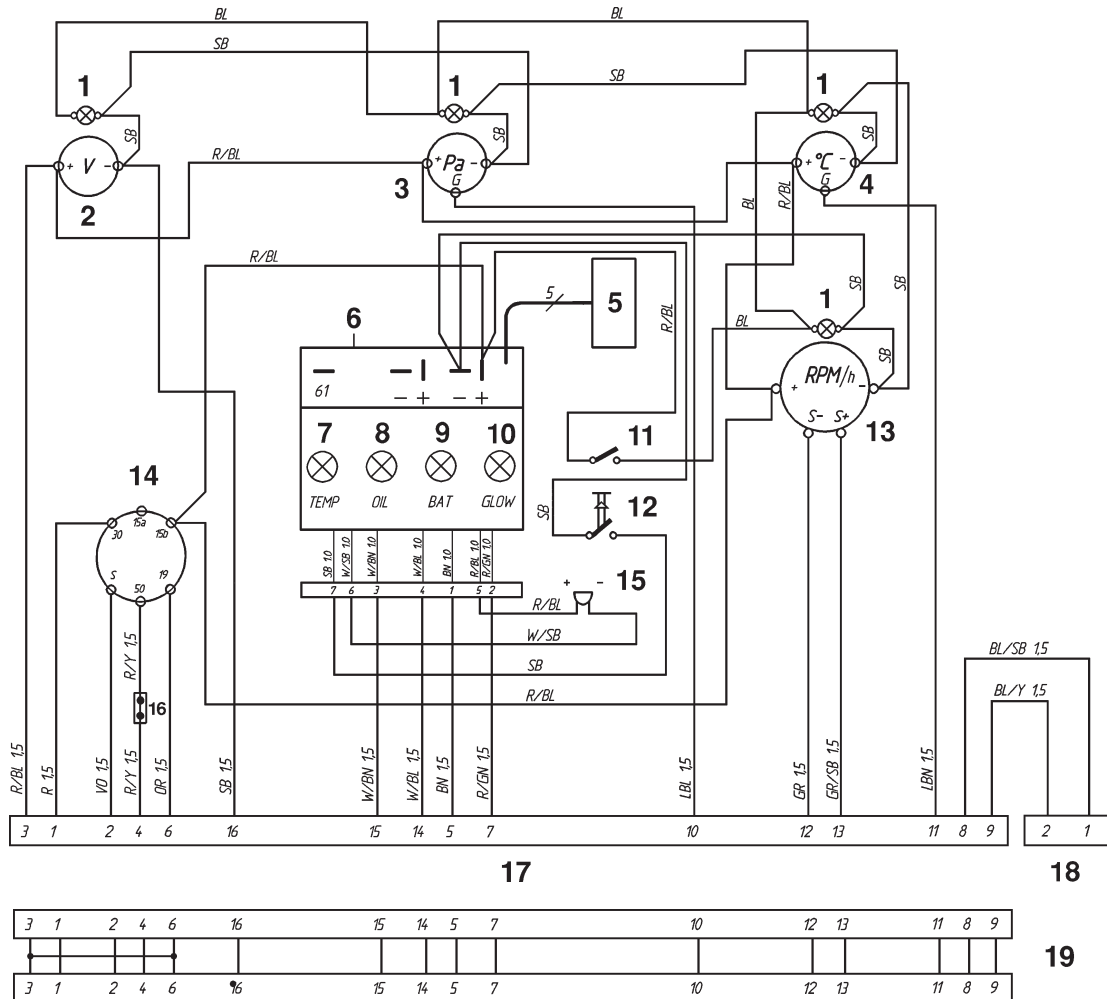 BL
BL
SB
SB
1
1
1
SB
SB
SB
+ V -
+ Pa -
G
+ °C -
G
R/BL
2
3
4
BL
R/BL
R/BL
5
5
R/BL
SB
SB
6
BL
1
SB
61
- + - +
+ RPM/h -
S- S+
7 8 9 10
11
13
TEMP OIL BAT GLOW
14
15a
30
15b
S
19
50
SB
12
SB 1.0
W/SB 1.0
W/BN 1.0
W/BL 1.0
BN 1.0
R/BL 1.0
R/GN 1.0
7 6 3 4 1 5 2
+ -
15
R/BL
W/SB
SB
R/BL
R/Y 1,5
16
BL/SB 1,5
BL/Y 1,5
R/BL 1,5
R 1,5
VO 1,5
R/Y 1,5
OR 1,5
SB 1,5
W/BN 1,5
W/BL 1,5
BN 1,5
R/GN 1,5
LBL 1,5
GR 1,5
GR/SB 1,5
LBN 1,5
3 1 2 4 6 16 15 14 5 7 10 12 13 11 8 9
2 1
17
18
3 1 2 4 6 16 15 14 5 7 10 12 13 11 8 9
19
3 1 2 4 6 16 15 14 5 7 10 12 13 11 8 9